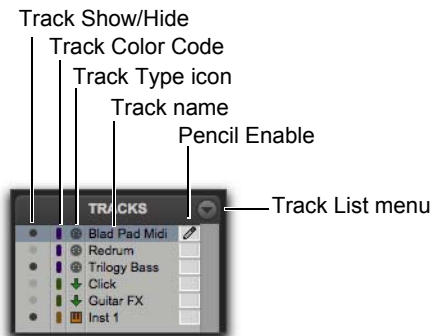 Track Show/Hide
Track Color Code
Track Type icon
Track name
Pencil Enable
Track List menu
TRACKS
Blad Pad Midi
Redrum
Trilogy Bass
Click
Guitar FX
Inst 1